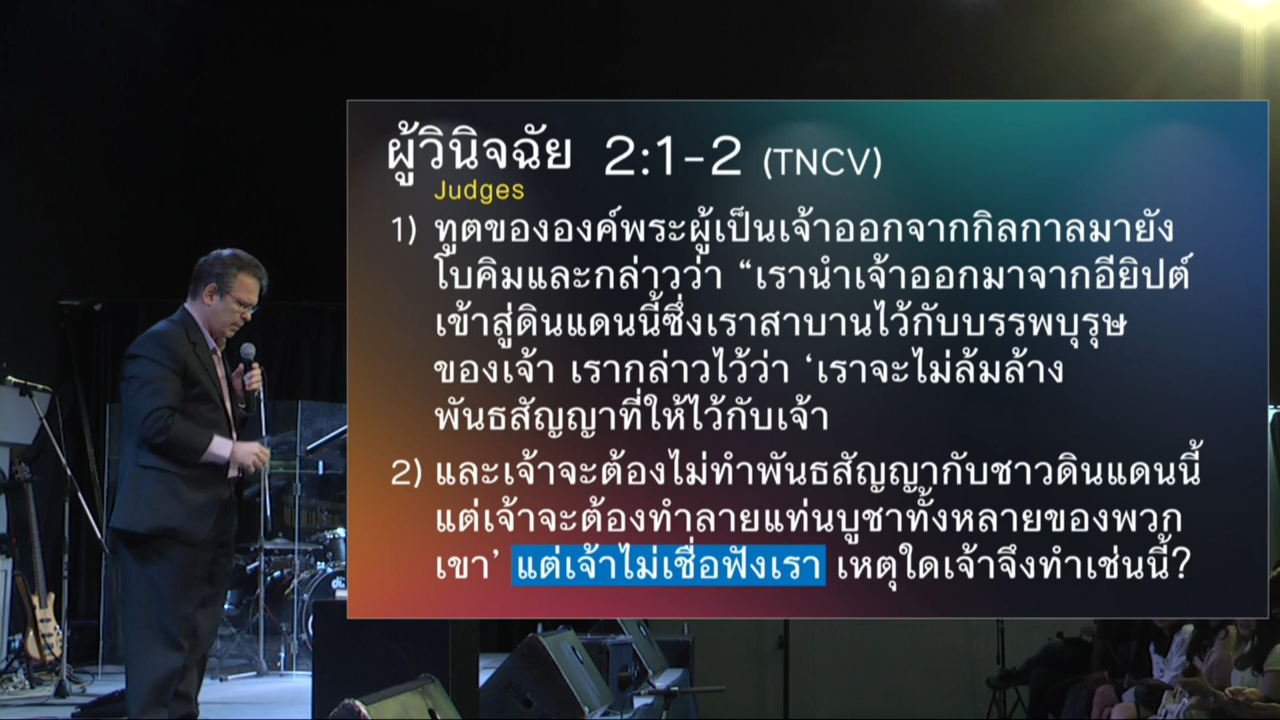 ผู้วินิจฉัย 2:1-2 (TNCV)
Judges
1) ทูตขององค์พระผู้เป็นเจ้าออกจากกิลกาลมายัง
โบคิมและกล่าวว่า “เรานำเจ้าออกมาจากอียิปต์
เข้าสู่ดินแดนนี้ซึ่งเราสาบานไว้กับบรรพบุรุษ
ของเจ้า เรากล่าวไว้ว่า ‘เราจะไม่ล้มล้าง
พันธสัญญาที่ให้ไว้กับเจ้า
2) และเจ้าจะต้องไม่ทำพันธสัญญากับชาวดินแดนนี้
แต่เจ้าจะต้องทำลายแท่นบูชาทั้งหลายของพวก
เขา’ แต่เจ้าไม่เชื่อฟังเรา เหตุใดเจ้าจึงทำเช่นนี้?